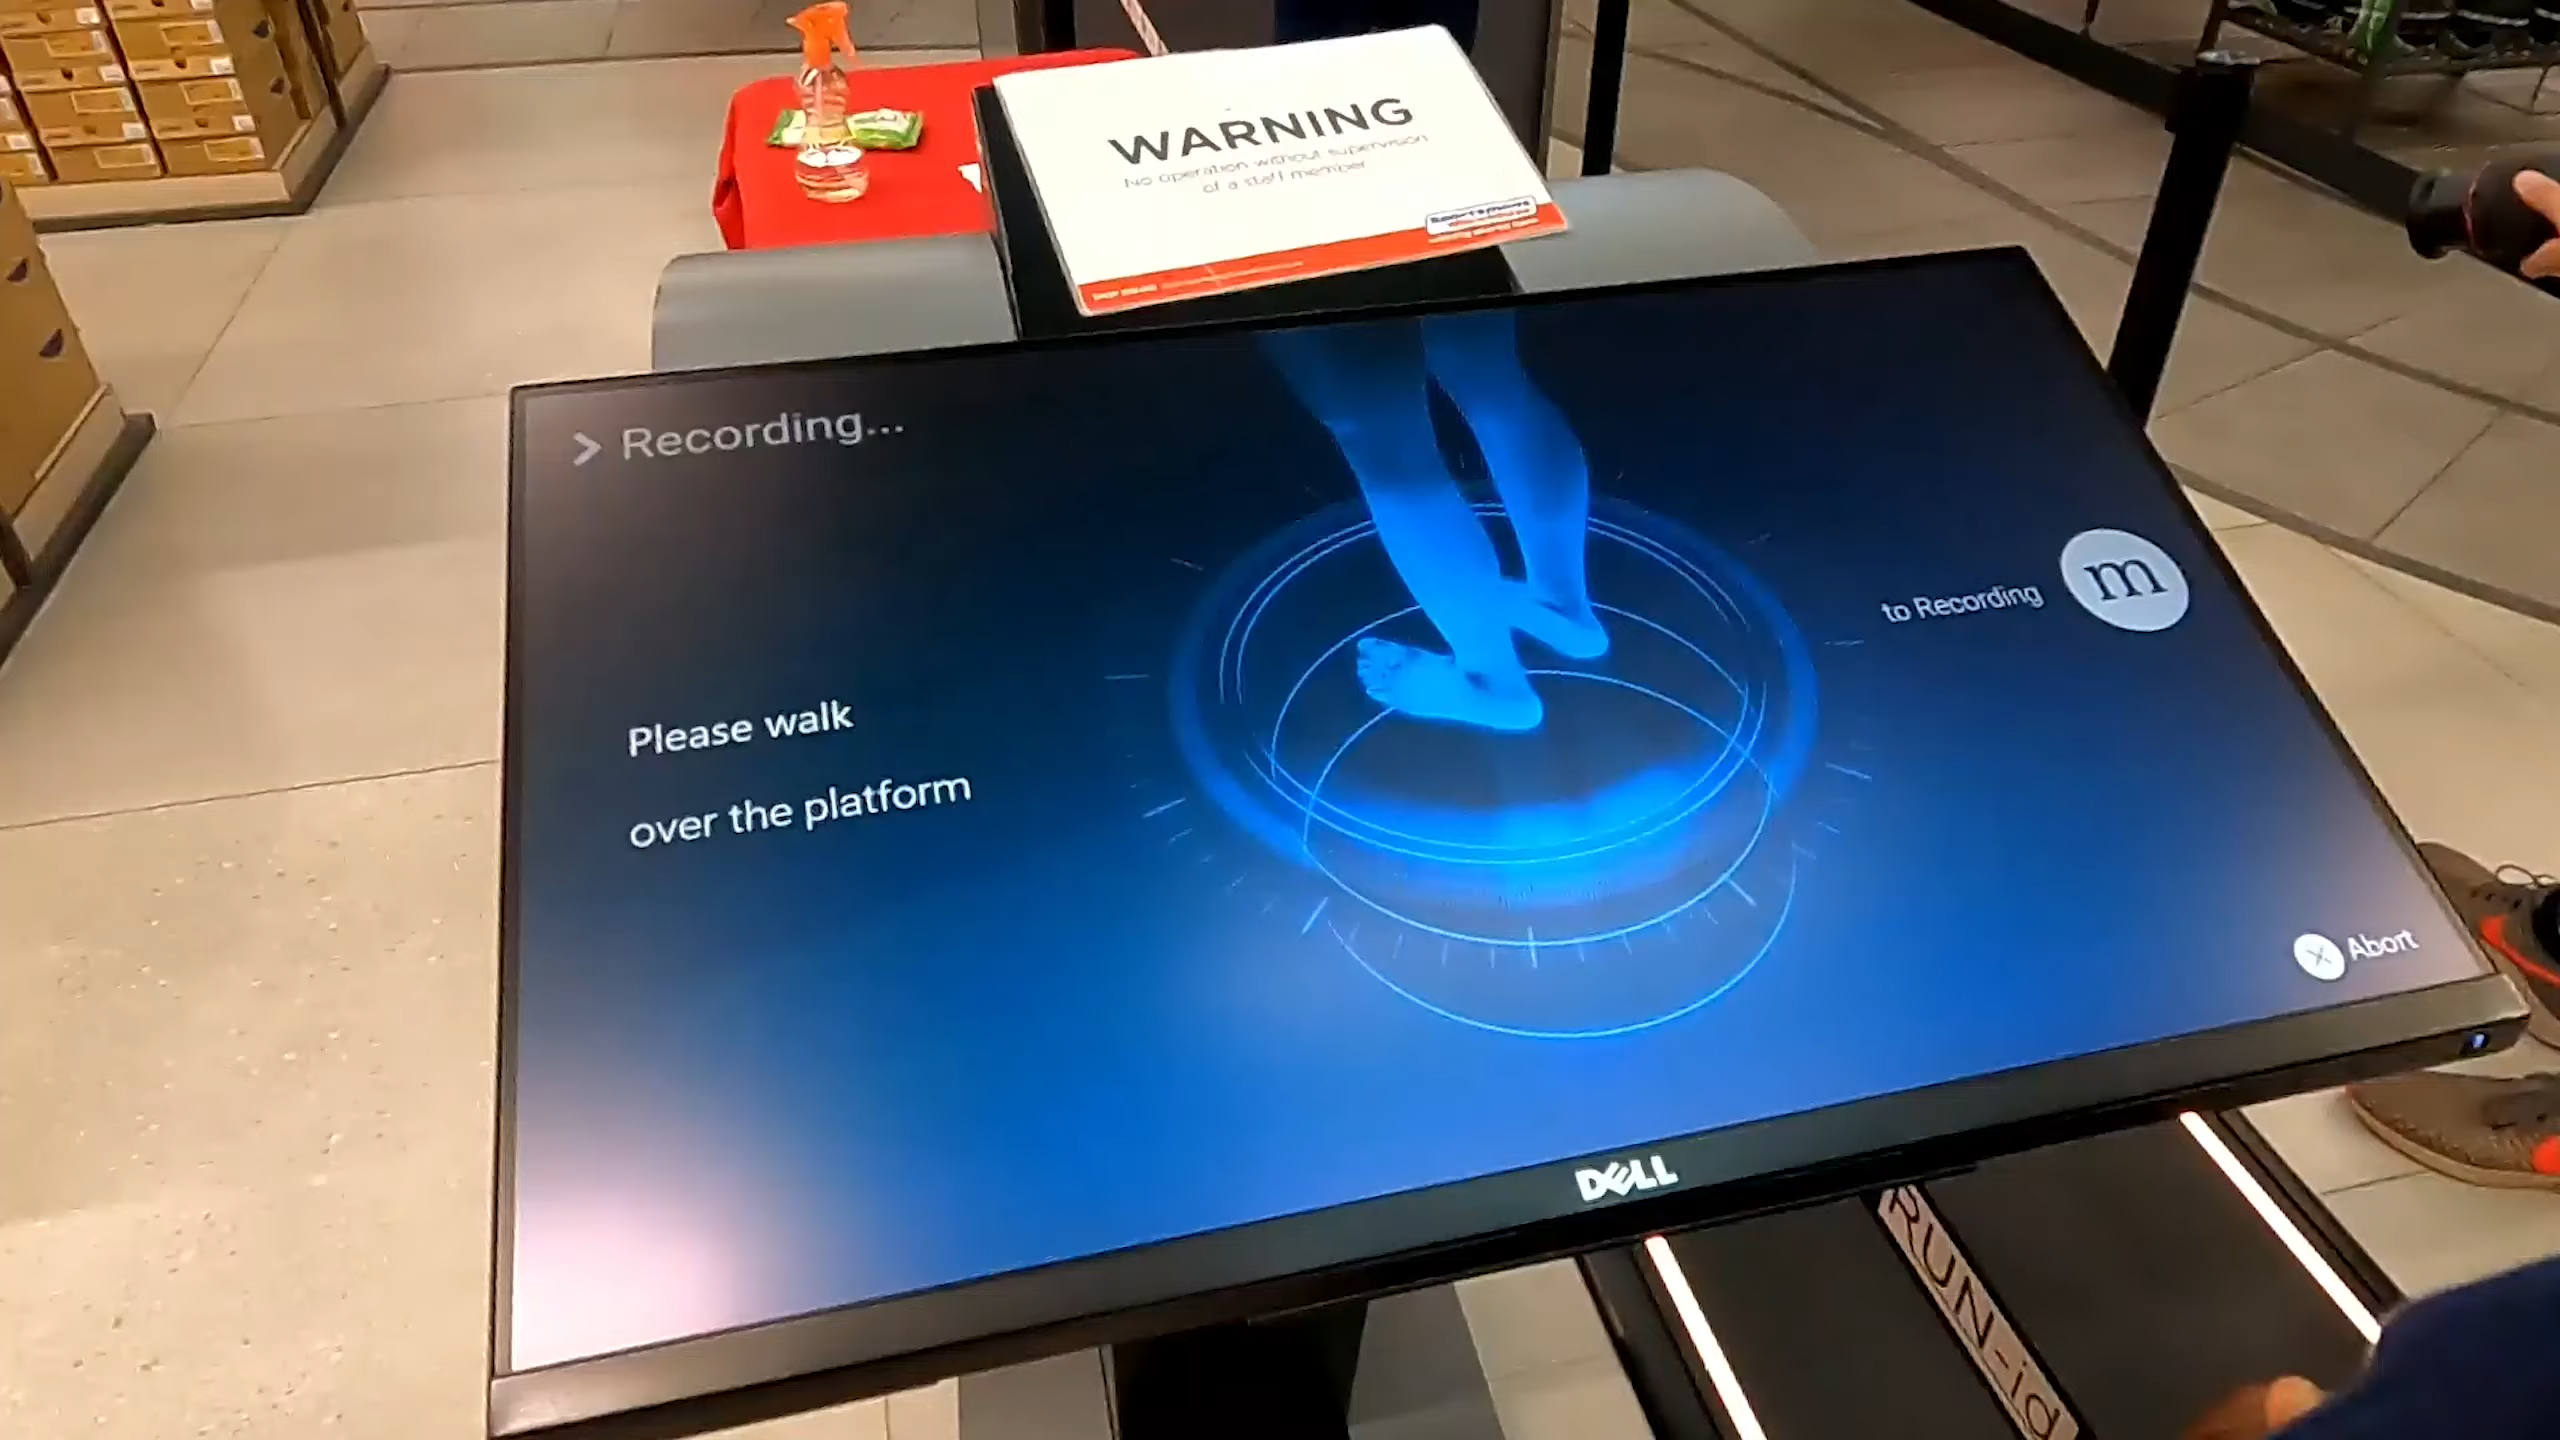 WARNING
No operation without supervision
of a staff member
Recording...
Please walk
over the platform
to Recording
m
Abort
DELL
RUN-id